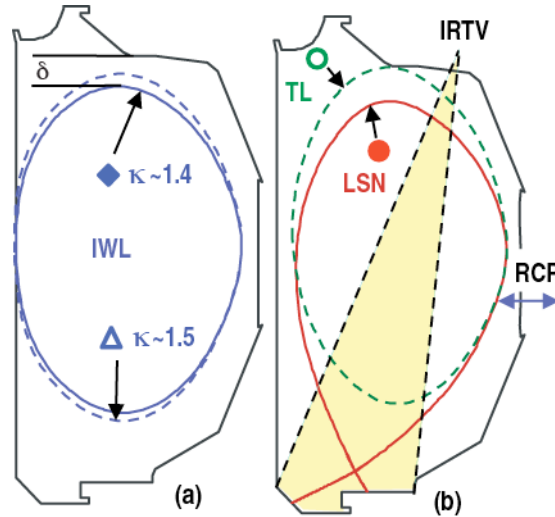 δ
κ~1.4
IWL
κ~1.5
(a)
IRTV
TL
LSN
RCP
(b)